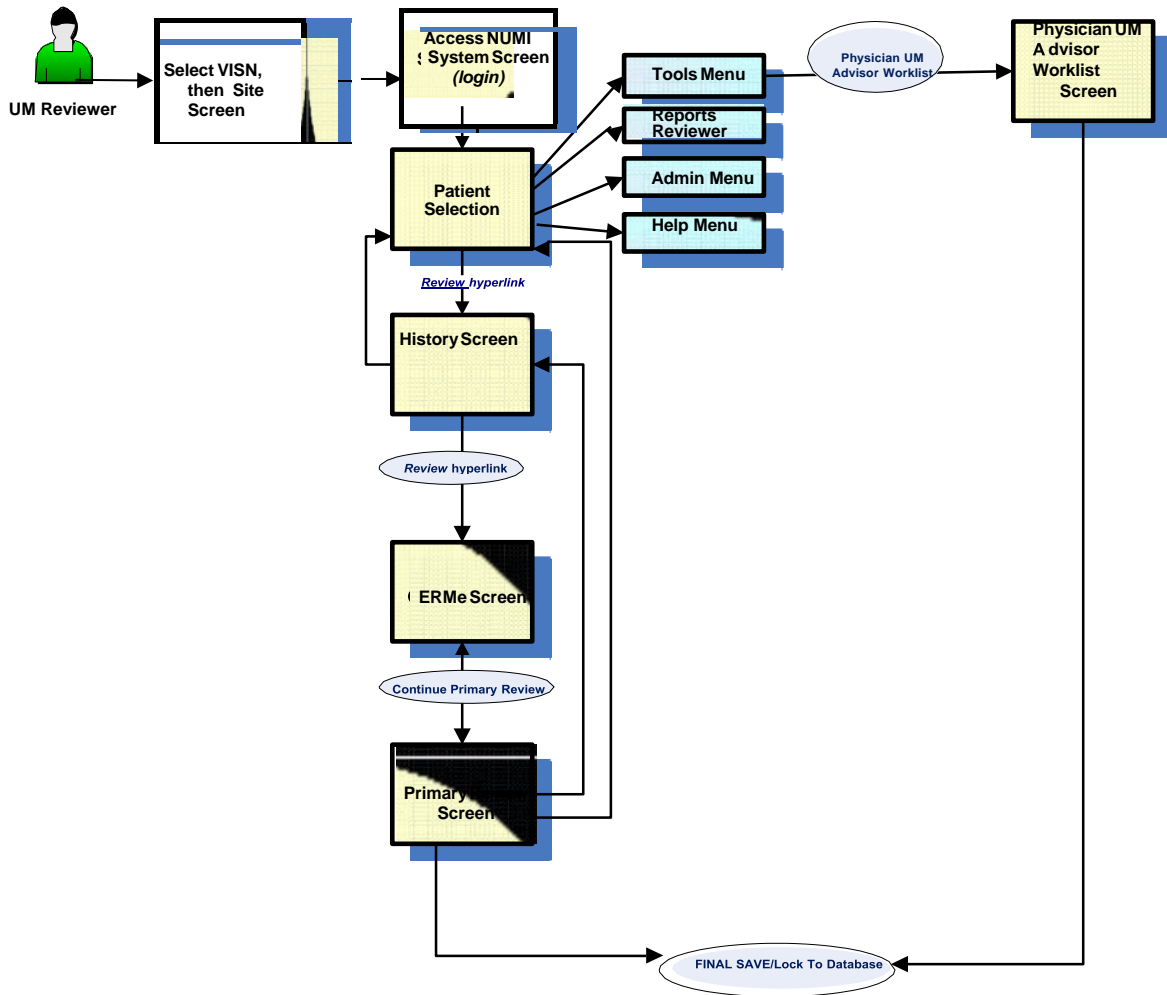 UM Reviewer
Select VISN,
then Site
Screen
Access NUMI
System Screen
(login)
Tools Menu
Reports
Reviewer
Admin Menu
Help Menu
Physician UM
Advisor Worklist
Physician UM
A dvisor
Worklist
Screen
Patient
Selection
Review hyperlink
History Screen
Review hyperlink
ERMe Screen
Continue Primary Review
Primary
Screen
FINAL SAVE/Lock To Database